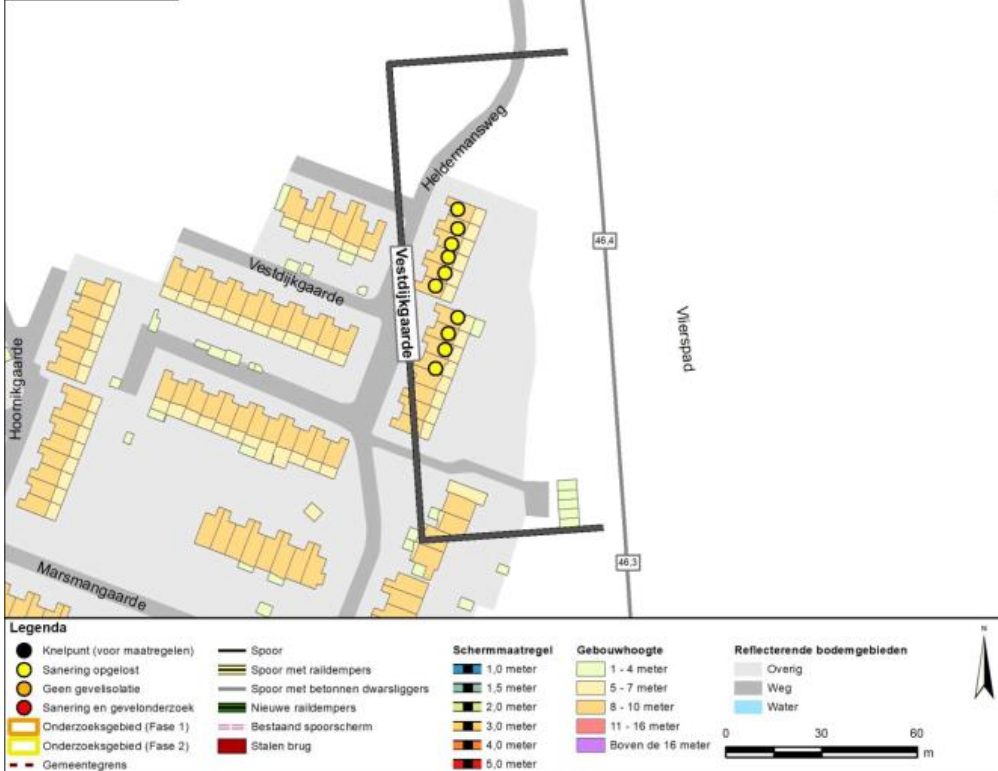 Heldermansweg
Vestdijkgaarde
Vestdijkgaarde
46,4
Vlierspad
Hoornikgaarde
46,3
Marsmangaarde
Legenda
Knelpunt (voor maatregelen)
Sanering opgelost
Geen gevelisolatie
Sanering en gevelonderzoek
Onderzoeksgebied (Fase 1)
Onderzoeksgebied (Fase 2)
Gemeentegrens
Spoor
Spoor met raildempers
Spoor met betonnen dwarsliggers
Nieuwe raildempers
Bestaand spoorscherm
Stalen brug
Schermmaatregel
1,0 meter
1,5 meter
2,0 meter
3,0 meter
4,0 meter
5,0 meter
Gebouwhoogte
1 - 4 meter
5 - 7 meter
8 - 10 meter
11 - 16 meter
Boven de 16 meter
Reflecterende bodemgebieden
Overig
Weg
Water
N
0 30 60
m